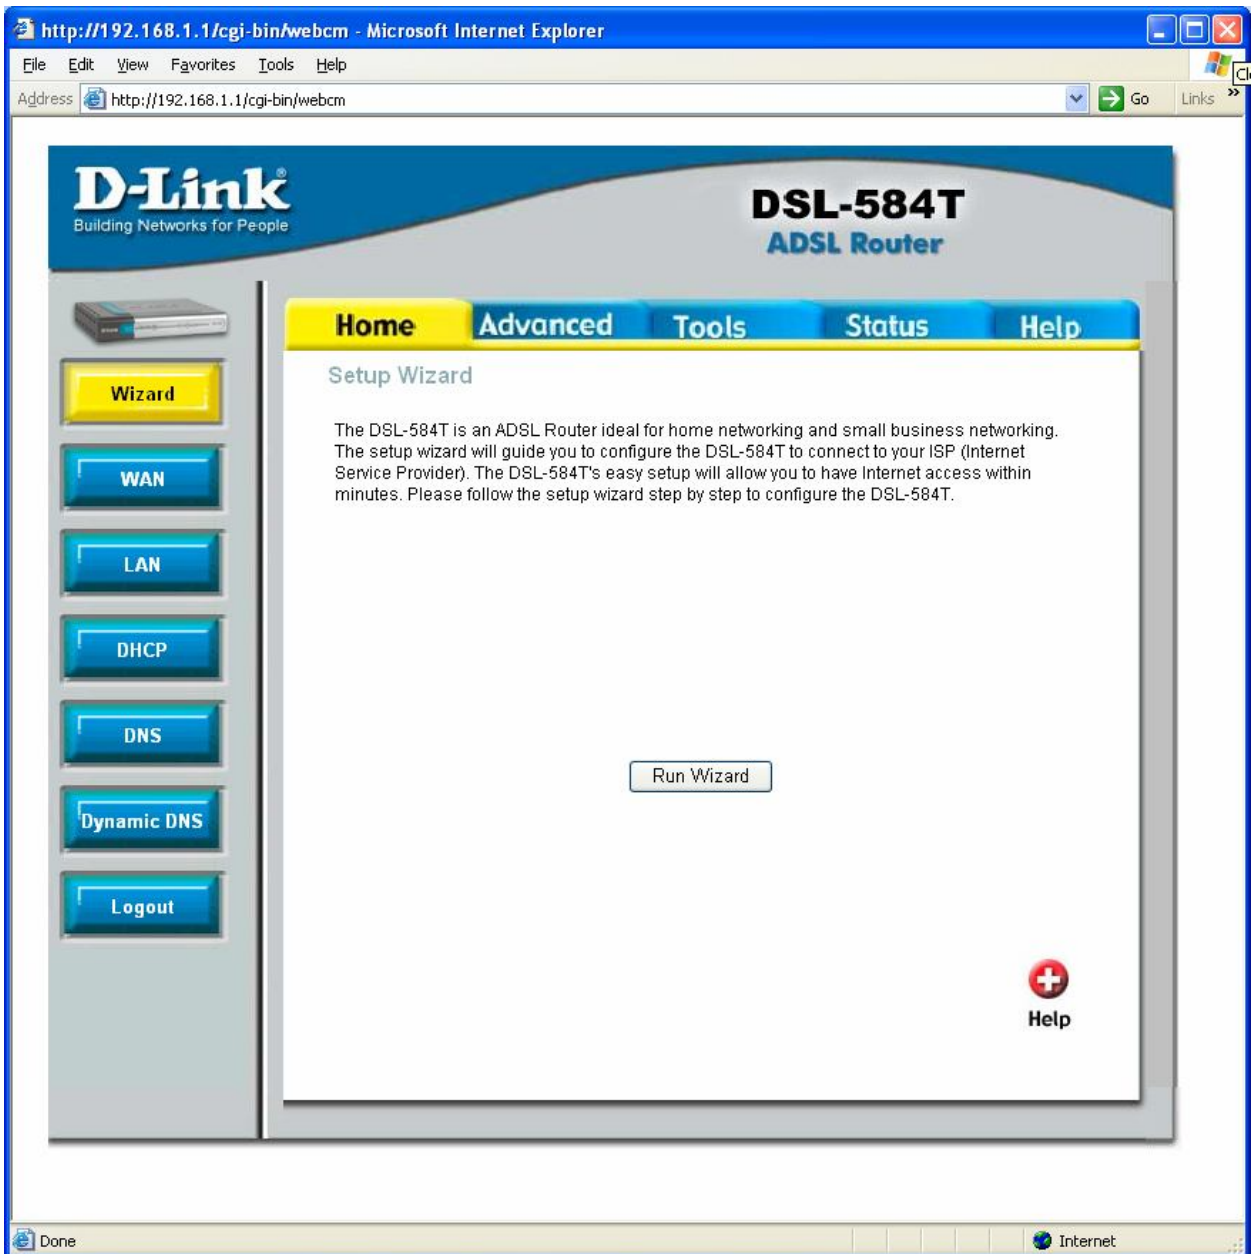 http://192.168.1.1/cgi-bin/webcm - Microsoft Internet Explorer
File Edit View Favorites Tools Help
Address http://192.168.1.1/cgi-bin/webcm Go Links »
D-Link®
Building Networks for People
DSL-584T
ADSL Router
Home Advanced Tools Status Help
Wizard
WAN
LAN
DHCP
DNS
Dynamic DNS
Logout
Setup Wizard
The DSL-584T is an ADSL Router ideal for home networking and small business networking.
The setup wizard will guide you to configure the DSL-584T to connect to your ISP (Internet
Service Provider). The DSL-584T's easy setup will allow you to have Internet access within
minutes. Please follow the setup wizard step by step to configure the DSL-584T.
Run Wizard
Help
Done Internet